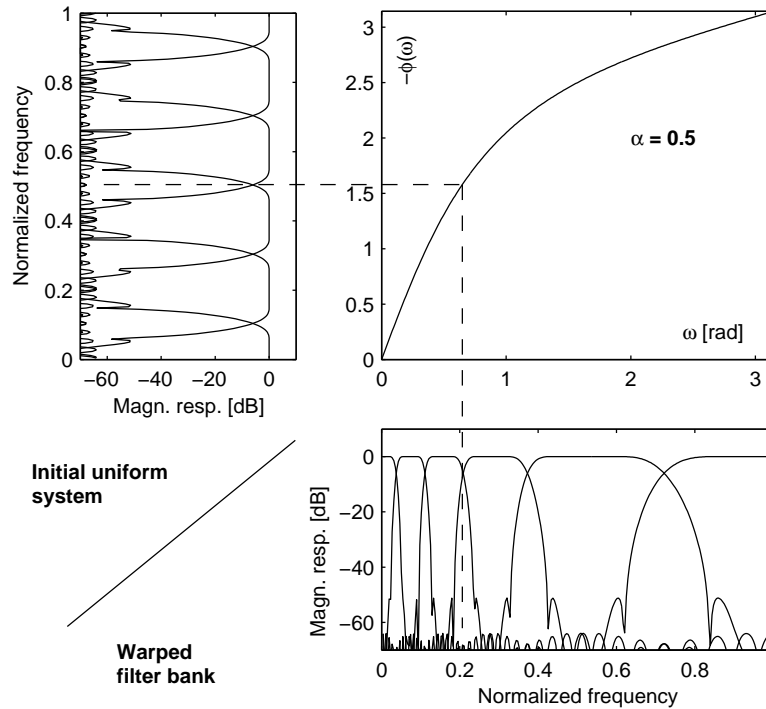 1
0.8
0.6
0.4
0.2
0
Normalized frequency
−60 −40 −20 0
Magn. resp. [dB]
3
2.5
2
1.5
1
0.5
0
−ϕ(ω)
α = 0.5
ω [rad]
0 1 2 3
Initial uniform
system
Warped
filter bank
10
0
−20
−40
−60
Magn. resp. [dB]
0 0.2 0.4 0.6 0.8
Normalized frequency